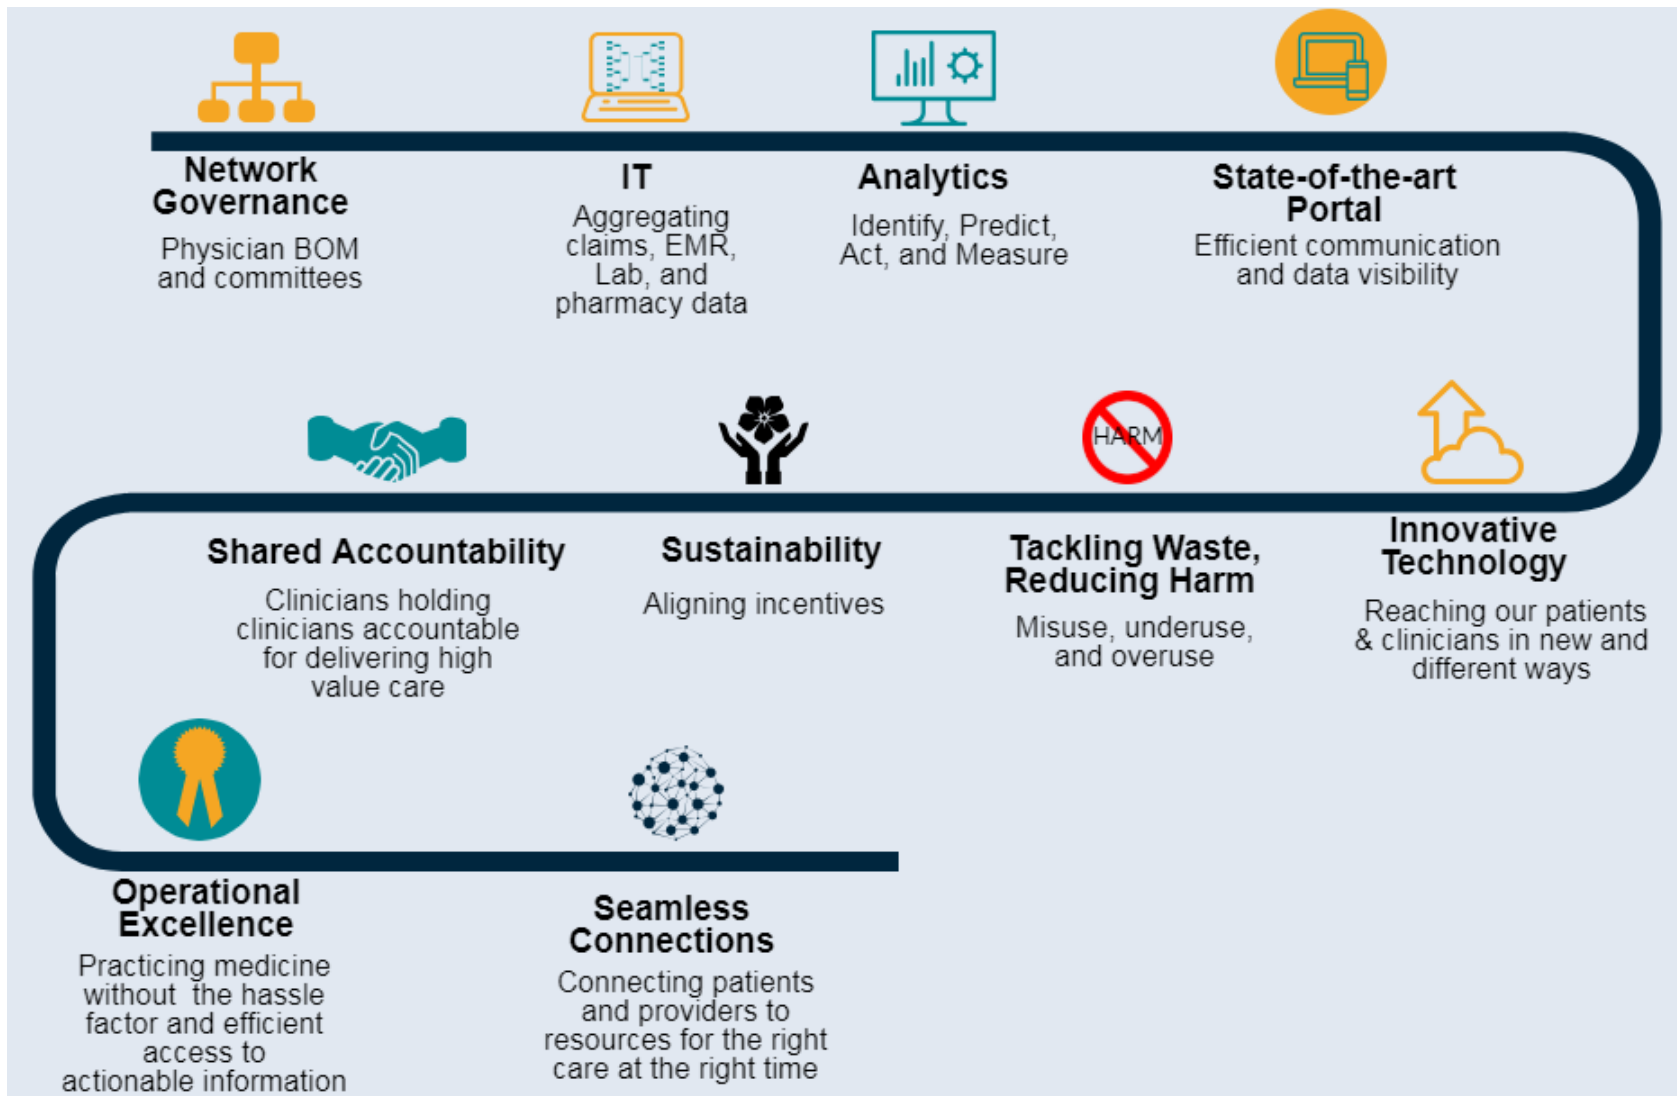 Network
Governance
Physician BOM
and committees
IT
Aggregating
claims, EMR,
Lab, and
pharmacy data
Analytics
Identify, Predict,
Act, and Measure
State-of-the-art
Portal
Efficient communication
and data visibility
Shared Accountability
Clinicians holding
clinicians accountable
for delivering high
value care
Sustainability
Aligning incentives
HARM
Tackling Waste,
Reducing Harm
Misuse, underuse,
and overuse
Innovative
Technology
Reaching our patients
& clinicians in new and
different ways
Operational
Excellence
Practicing medicine
without the hassle
factor and efficient
access to
actionable information
Seamless
Connections
Connecting patients
and providers to
resources for the right
care at the right time